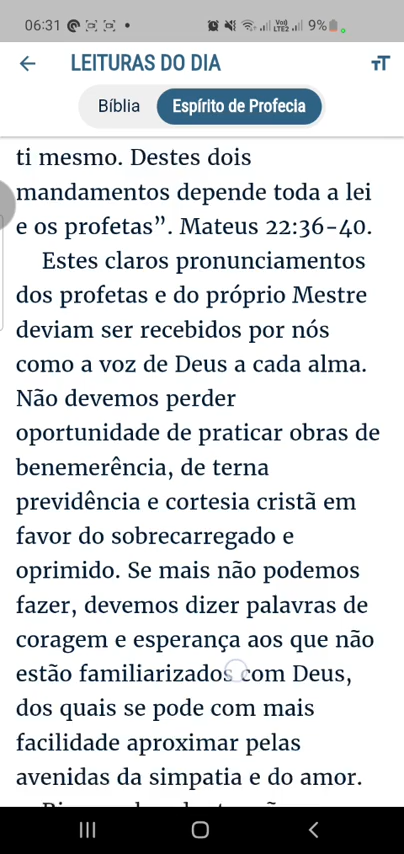 06:31 LTE2 9%
LEITURAS DO DIA
Bíblia Espírito de Profecia
ti mesmo. Destes dois
mandamentos depende toda a lei
e os profetas”. Mateus 22:36-40.
Estes claros pronunciamentos
dos profetas e do próprio Mestre
deviam ser recebidos por nós
como a voz de Deus a cada alma.
Não devemos perder
oportunidade de praticar obras de
benemerência, de terna
previdência e cortesia cristã em
favor do sobrecarregado e
oprimido. Se mais não podemos
fazer, devemos dizer palavras de
coragem e esperança aos que não
estão familiarizados com Deus,
dos quais se pode com mais
facilidade aproximar pelas
avenidas da simpatia e do amor.